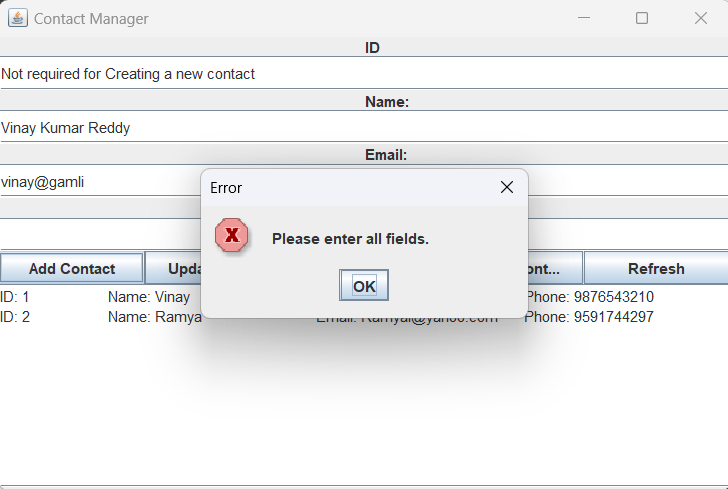 Contact Manager
ID
Not required for Creating a new contact
Name:
Vinay Kumar Reddy
Email:
vinay@gamli
Error
Please enter all fields.
OK
Add Contact
Refresh
ID: 1 Name: Vinay Phone: 9876543210
ID: 2 Name: Ramya Phone: 9591744297